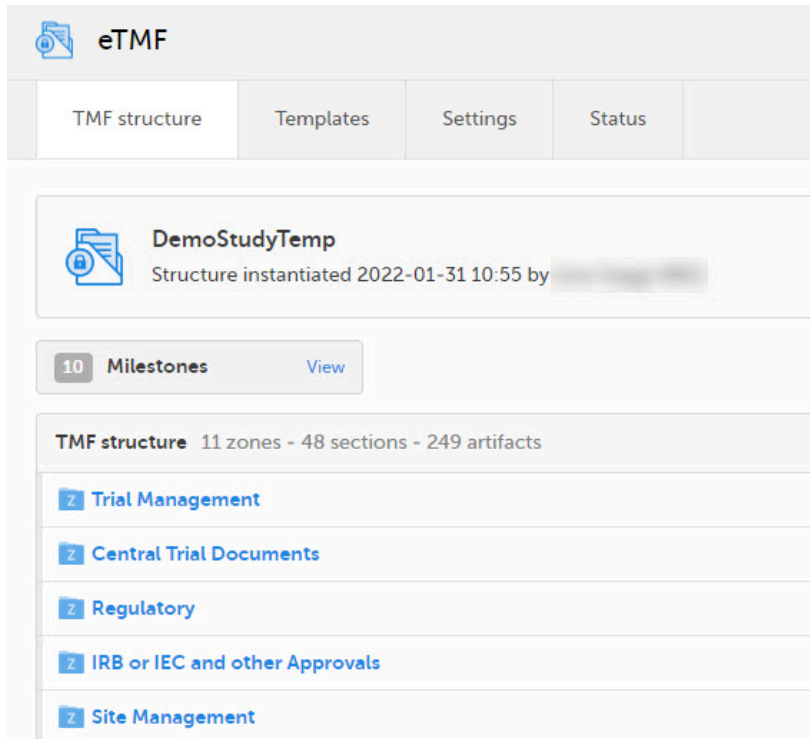 eTMF
TMF structure Templates Settings Status
DemoStudyTemp
Structure instantiated 2022-01-31 10:55 by
10 Milestones View
TMF structure 11 zones - 48 sections - 249 artifacts
Z Trial Management
Z Central Trial Documents
Z Regulatory
Z IRB or IEC and other Approvals
Z Site Management